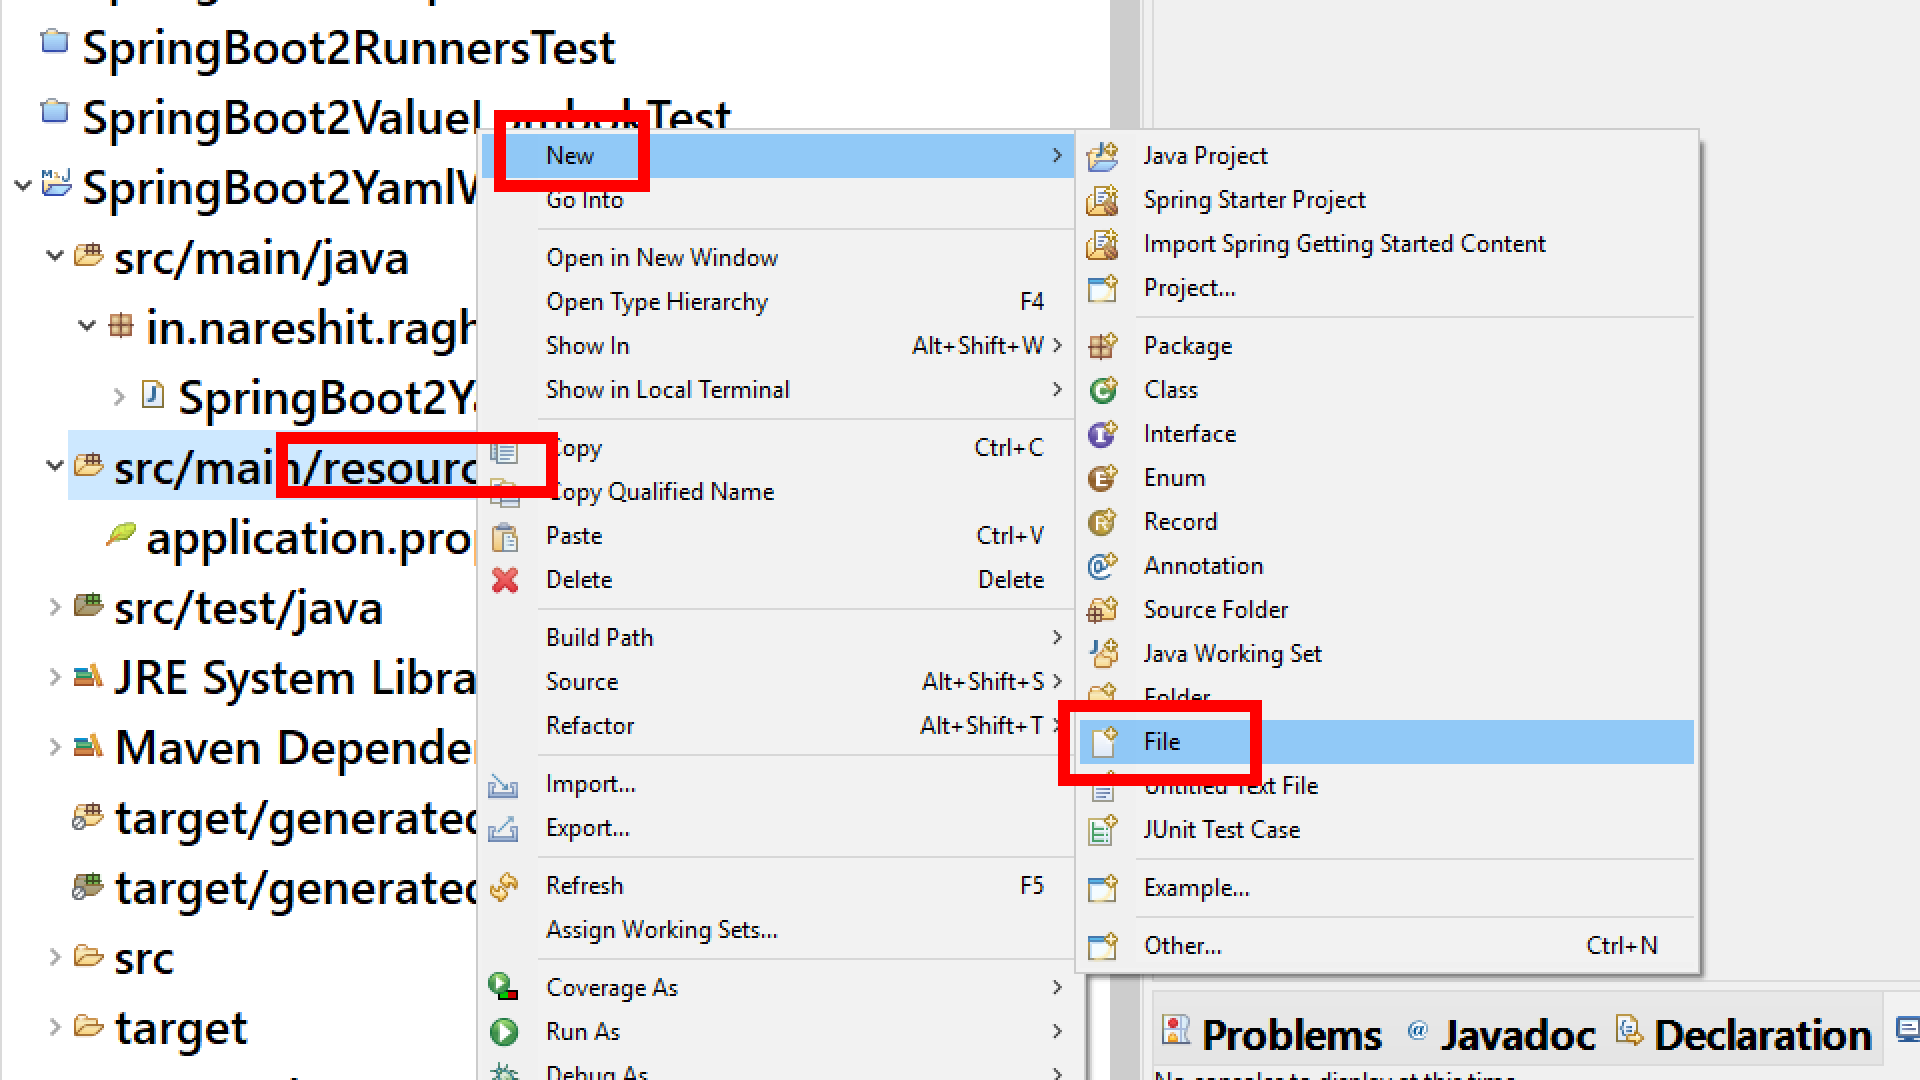 SpringBoot2RunnersTest
SpringBoot2ValueLombokTest
SpringBoot2YamlW
src/main/java
in.nareshit.ragh
SpringBoot2Y
src/main/resourc
application.prop
src/test/java
JRE System Libra
Maven Depende
target/generated
target/generated
src
target
New
Go Into
Open in New Window
Open Type Hierarchy F4
Show In Alt+Shift+W
Show in Local Terminal
Copy Ctrl+C
Copy Qualified Name
Paste Ctrl+V
Delete Delete
Build Path
Source Alt+Shift+S
Refactor Alt+Shift+T
Import...
Export...
Refresh F5
Assign Working Sets...
Coverage As
Run As
Debug As
Java Project
Spring Starter Project
Import Spring Getting Started Content
Project...
Package
Class
Interface
Enum
Record
Annotation
Source Folder
Java Working Set
Folder
File
Untitled Text File
JUnit Test Case
Example...
Other... Ctrl+N
Problems @ Javadoc Declaration
No consoles to display at this time.